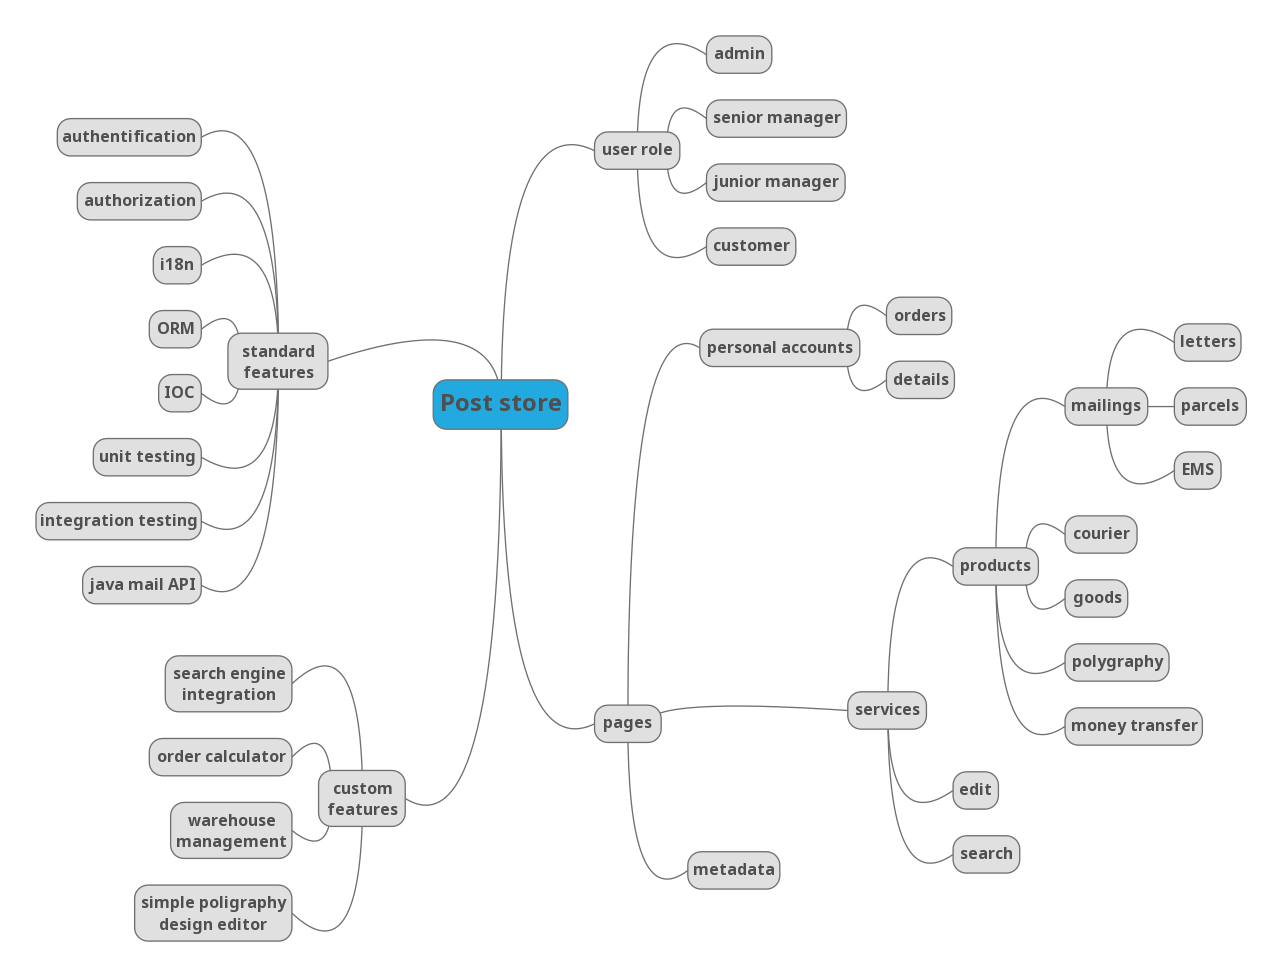 Post store
user role
admin
senior manager
junior manager
customer
pages
personal accounts
orders
details
services
products
mailings
letters
parcels
EMS
courier
goods
polygraphy
money transfer
edit
search
metadata
standard
features
authentification
authorization
i18n
ORM
IOC
unit testing
integration testing
java mail API
custom
features
search engine
integration
order calculator
warehouse
management
simple poligraphy
design editor